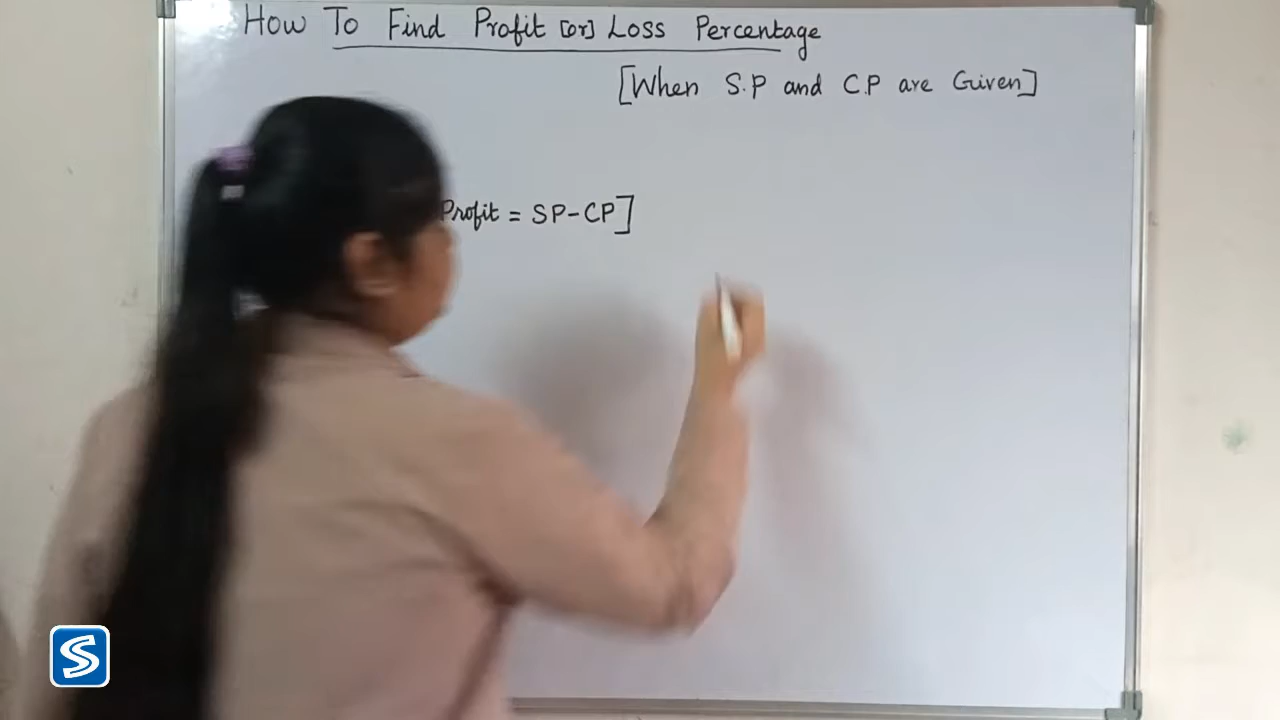 How To Find Profit [or] Loss Percentage
[When S.P and C.P are Given]
Profit = SP-CP]